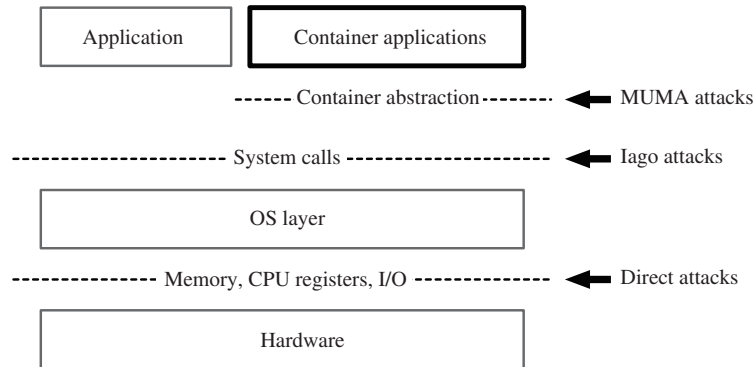 Application
Container applications
Container abstraction
MUMA attacks
System calls
Iago attacks
OS layer
Memory, CPU registers, I/O
Direct attacks
Hardware